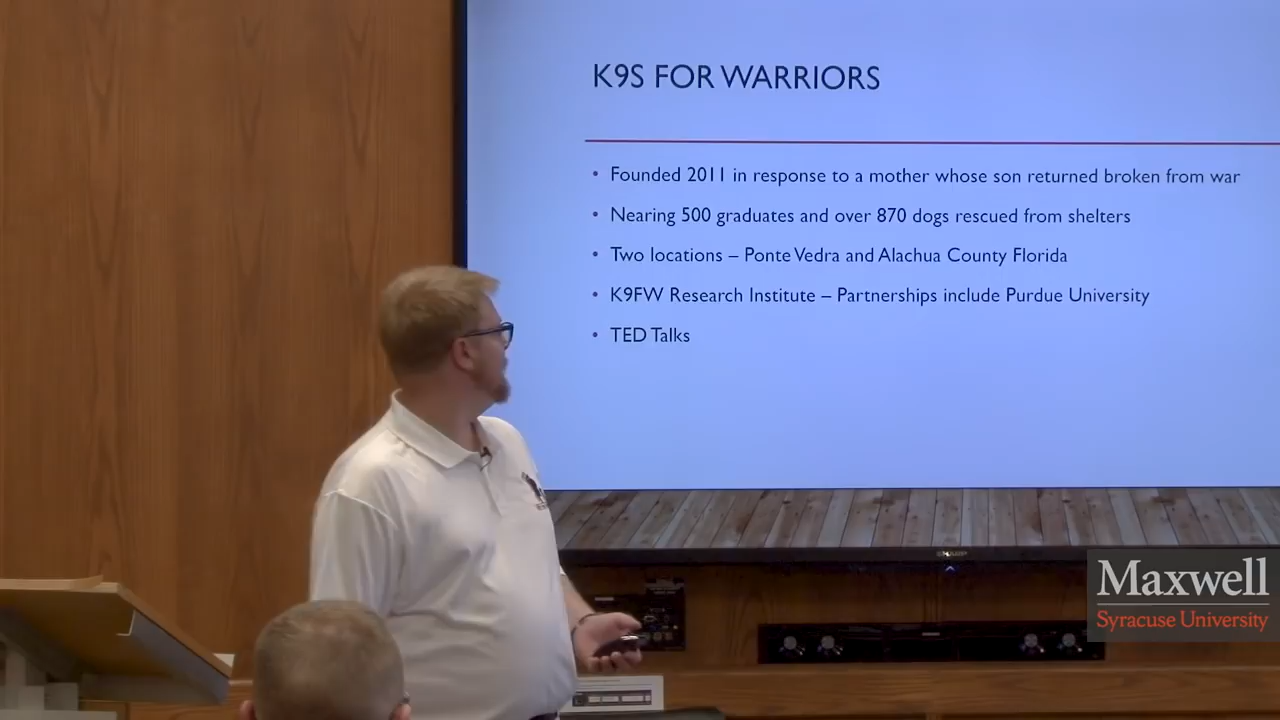 K9S FOR WARRIORS
• Founded 2011 in response to a mother whose son returned broken from war
• Nearing 500 graduates and over 870 dogs rescued from shelters
• Two locations – Ponte Vedra and Alachua County Florida
• K9FW Research Institute – Partnerships include Purdue University
• TED Talks
SHARP
Maxwell
Syracuse University